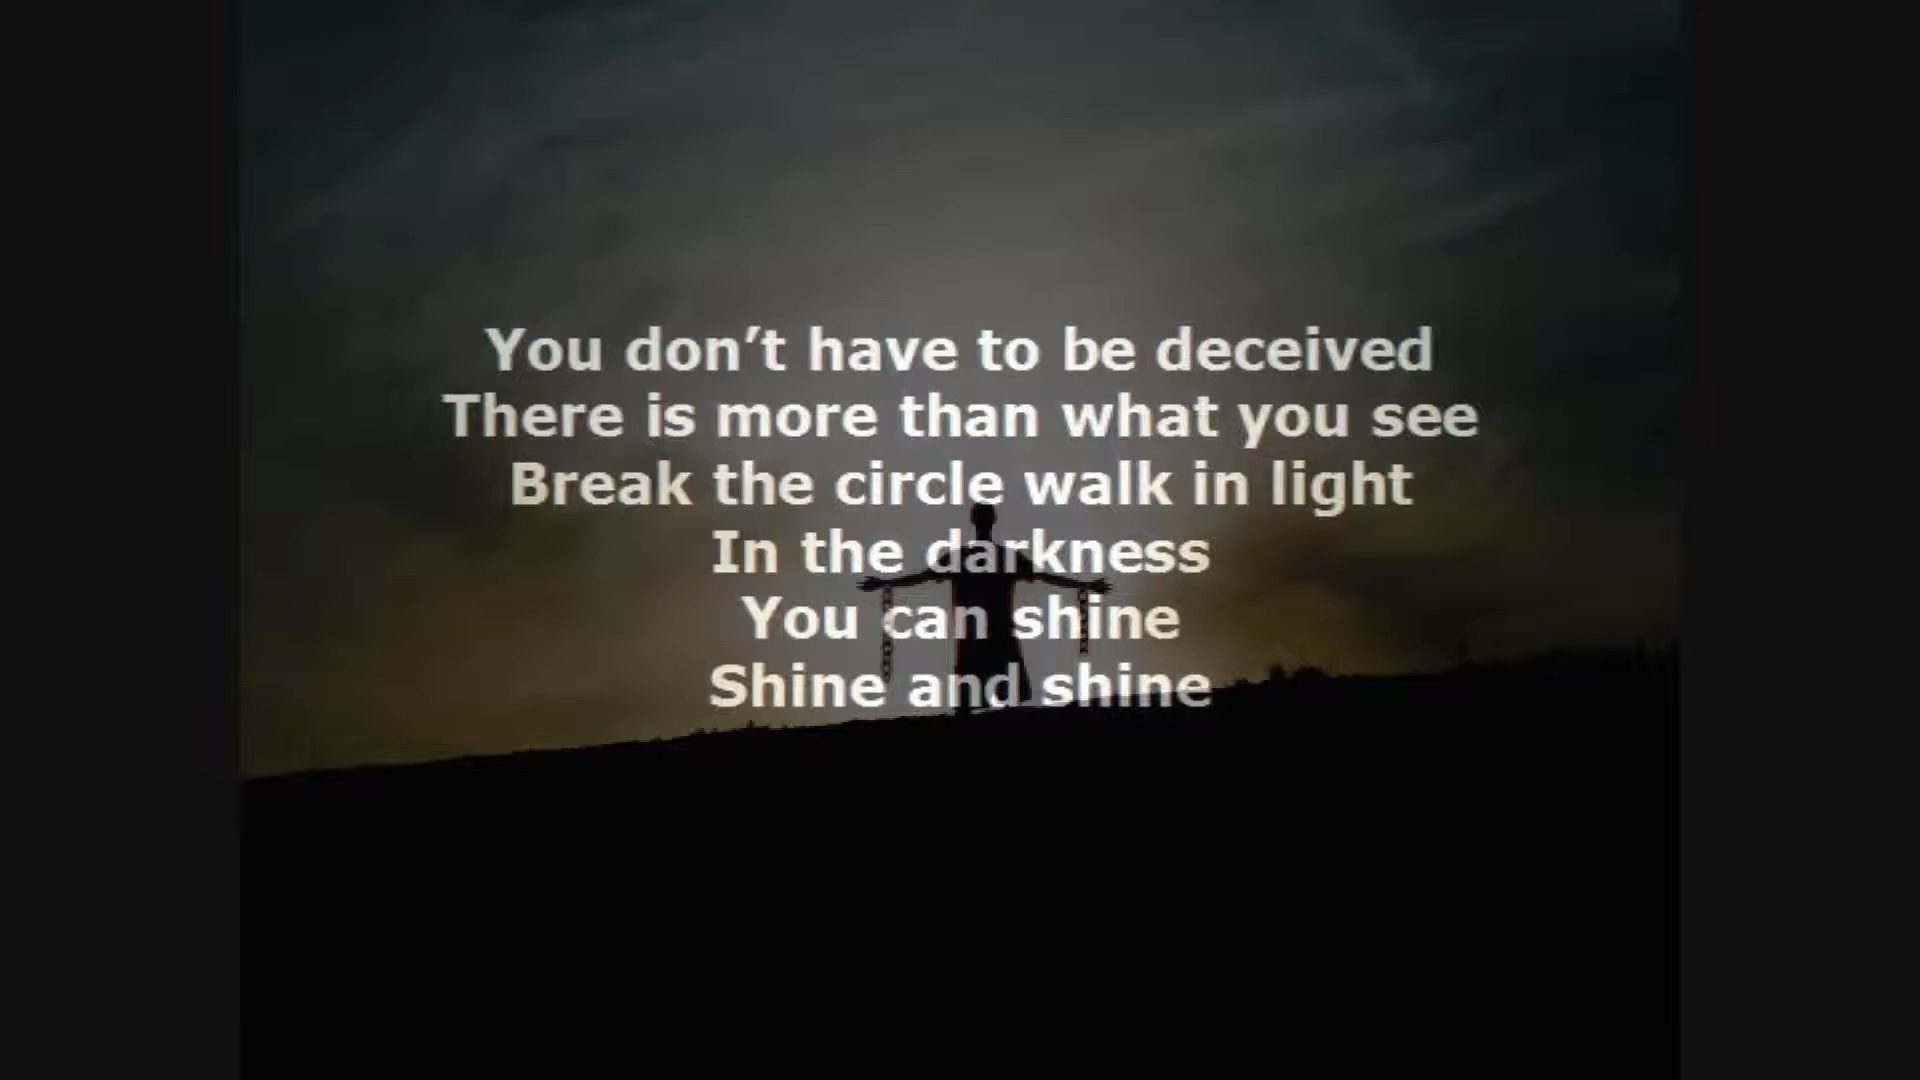 You don’t have to be deceived
There is more than what you see
Break the circle walk in light
In the darkness
You can shine
Shine and shine